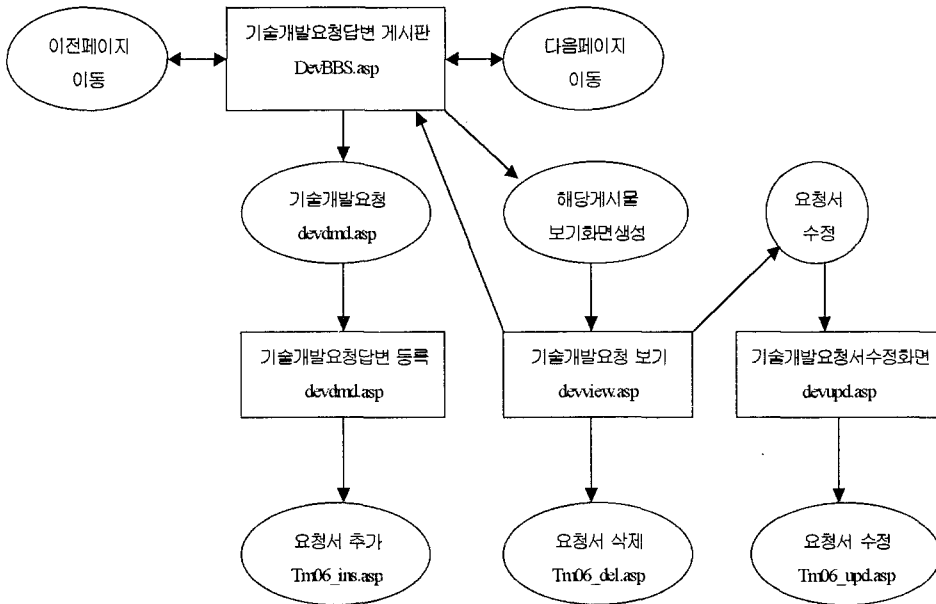 이전페이지
이동
기술개발요청답변 게시판
DevBBS.asp
다음페이지
이동
기술개발요청
devdmd.asp
해당게시물
보기화면생성
요청서
수정
기술개발요청답변 등록
devdmd.asp
기술개발요청 보기
devview.asp
기술개발요청서수정화면
devupd.asp
요청서 추가
Tm06_ins.asp
요청서 삭제
Tm06_del.asp
요청서 수정
Tm06_upd.asp